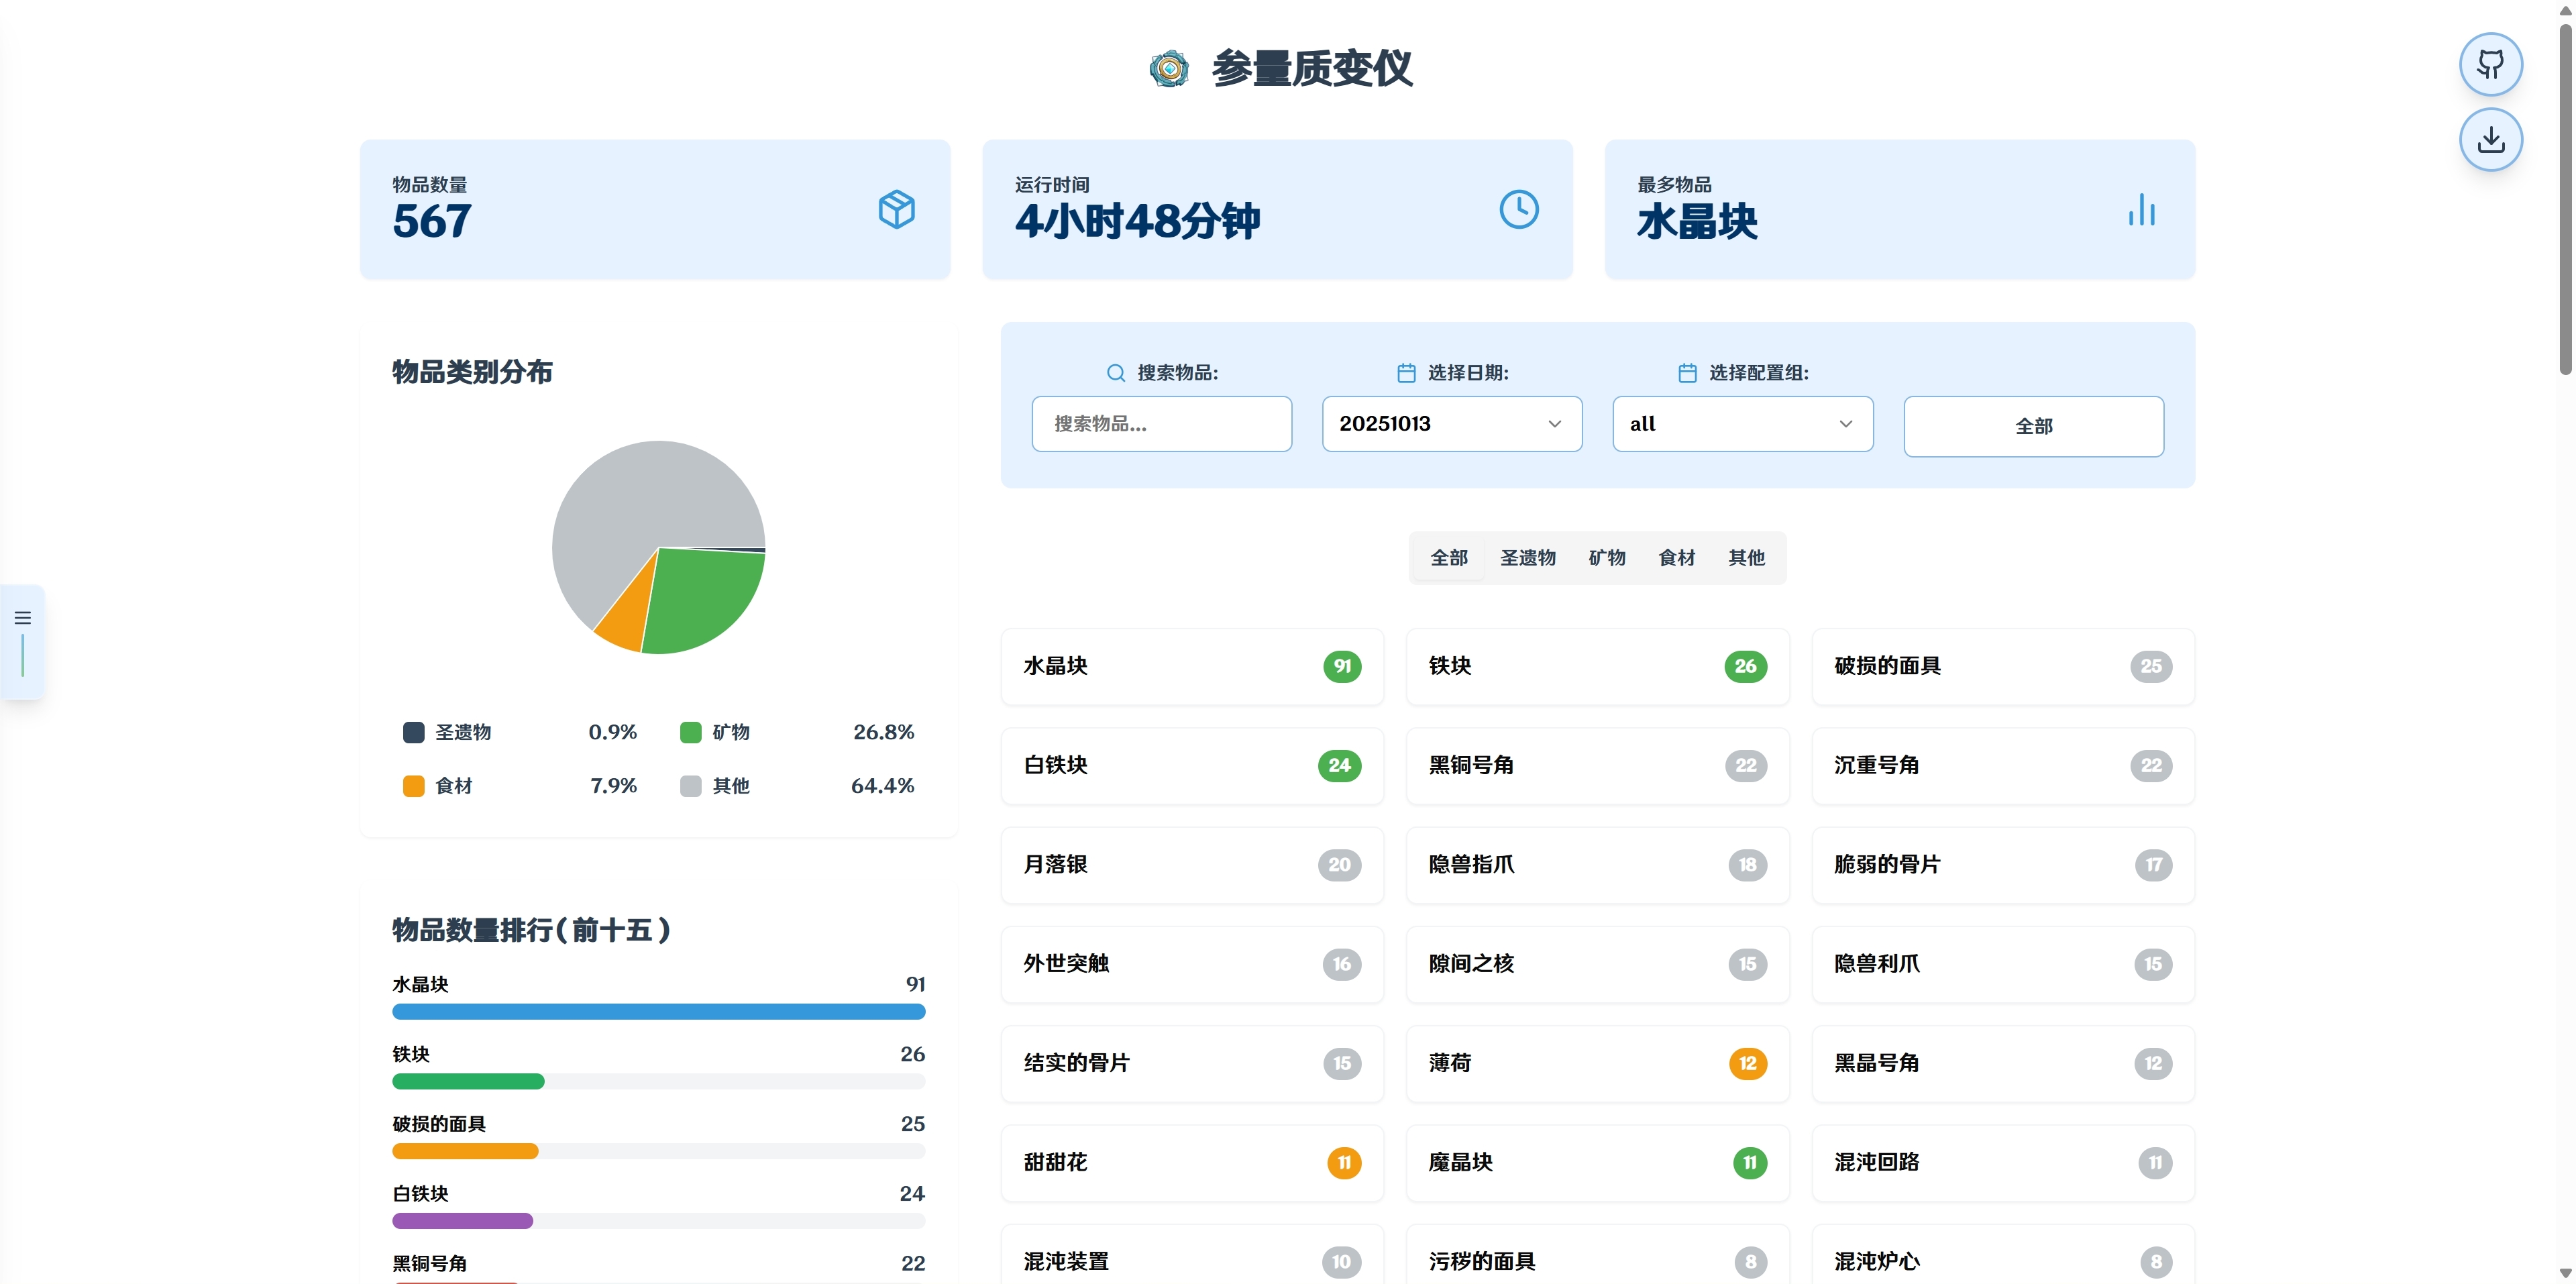 参量质变仪
物品数量
567
运行时间
4小时48分钟
最多物品
水晶块
物品类别分布
圣遗物 0.9%
矿物 26.8%
食材 7.9%
其他 64.4%
物品数量排行(前十五)
水晶块 91
铁块 26
破损的面具 25
白铁块 24
黑铜号角 22
搜索物品:
搜索物品...
选择日期:
20251013
选择配置组:
all
全部
全部 圣遗物 矿物 食材 其他
水晶块 91
铁块 26
破损的面具 25
白铁块 24
黑铜号角 22
沉重号角 22
月落银 20
隐兽指爪 18
脆弱的骨片 17
外世突触 16
隙间之核 15
隐兽利爪 15
结实的骨片 15
薄荷 12
黑晶号角 12
甜甜花 11
魔晶块 11
混沌回路 11
混沌装置 10
污秽的面具 8
混沌炉心 8